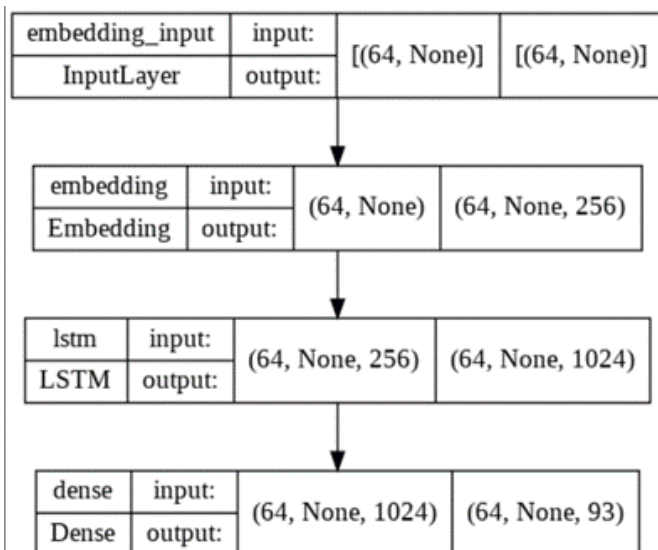 embedding_input input: [(64, None)] [(64, None)]
InputLayer output:
embedding input: (64, None) (64, None, 256)
Embedding output:
lstm input: (64, None, 256) (64, None, 1024)
LSTM output:
dense input: (64, None, 1024) (64, None, 93)
Dense output: